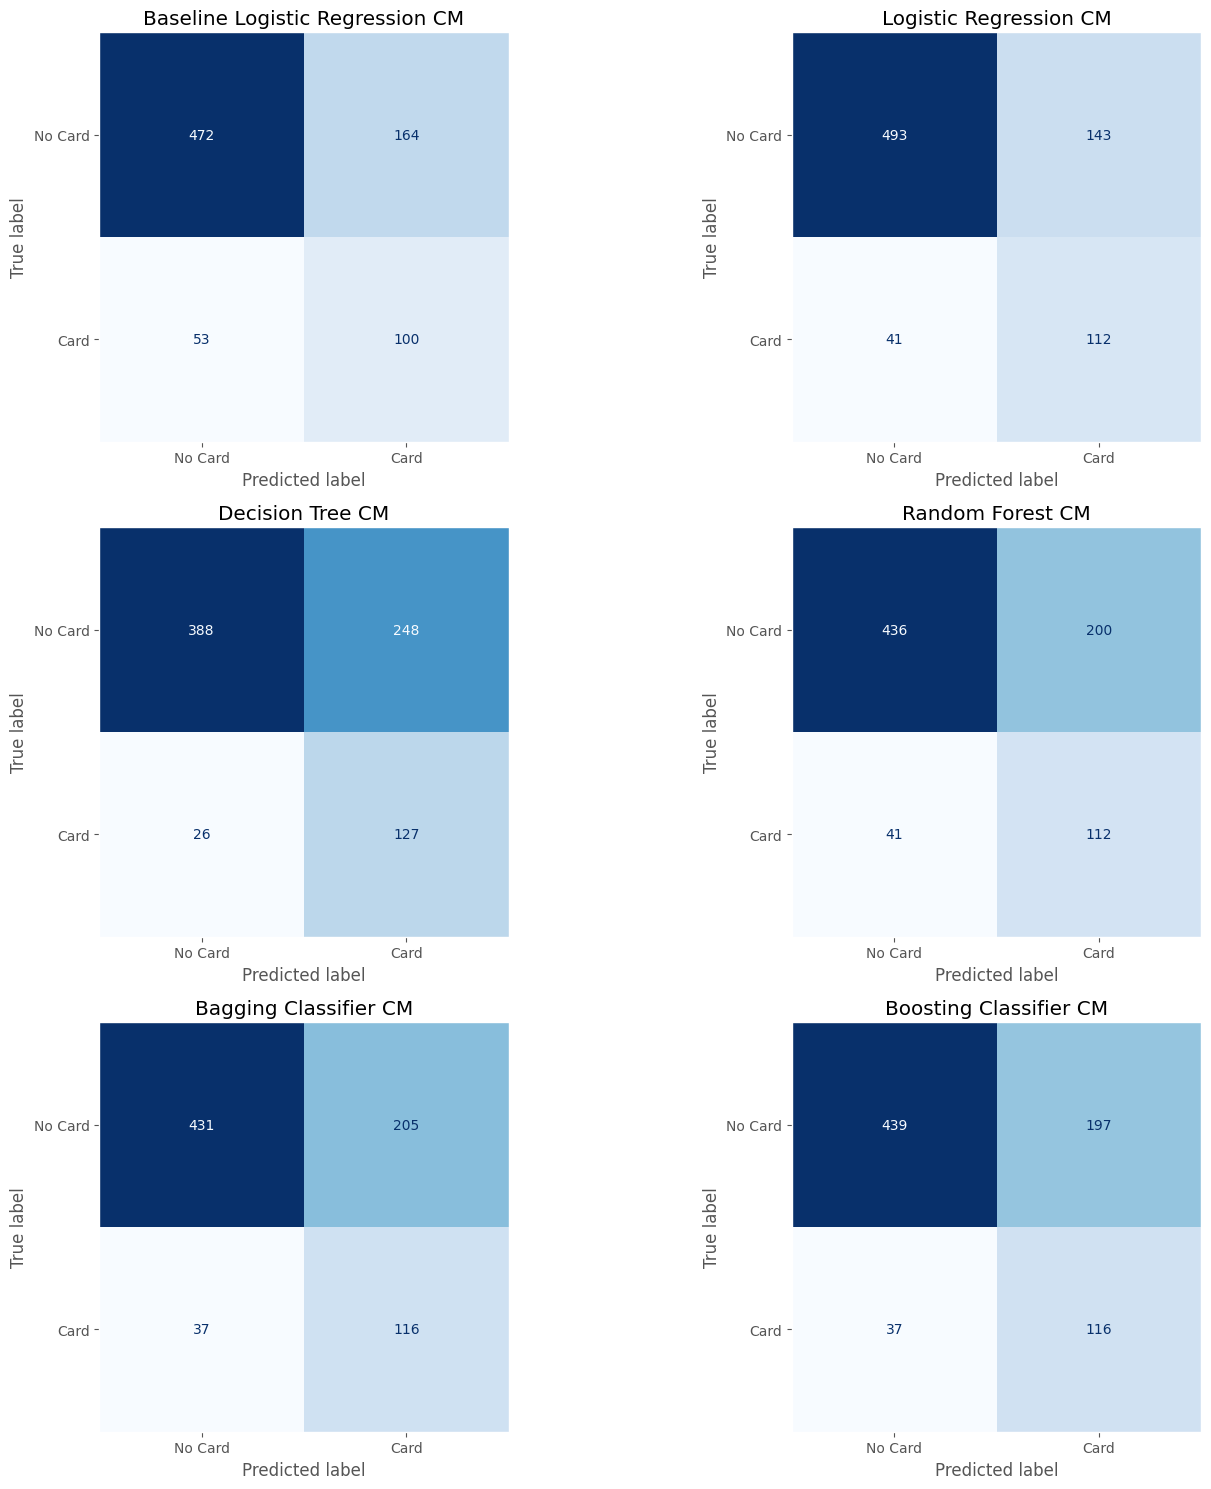 Baseline Logistic Regression CM
True label
No Card
472
164
Card
53
100
No Card
Card
Predicted label
Logistic Regression CM
True label
No Card
493
143
Card
41
112
No Card
Card
Predicted label
Decision Tree CM
True label
No Card
388
248
Card
26
127
No Card
Card
Predicted label
Random Forest CM
True label
No Card
436
200
Card
41
112
No Card
Card
Predicted label
Bagging Classifier CM
True label
No Card
431
205
Card
37
116
No Card
Card
Predicted label
Boosting Classifier CM
True label
No Card
439
197
Card
37
116
No Card
Card
Predicted label